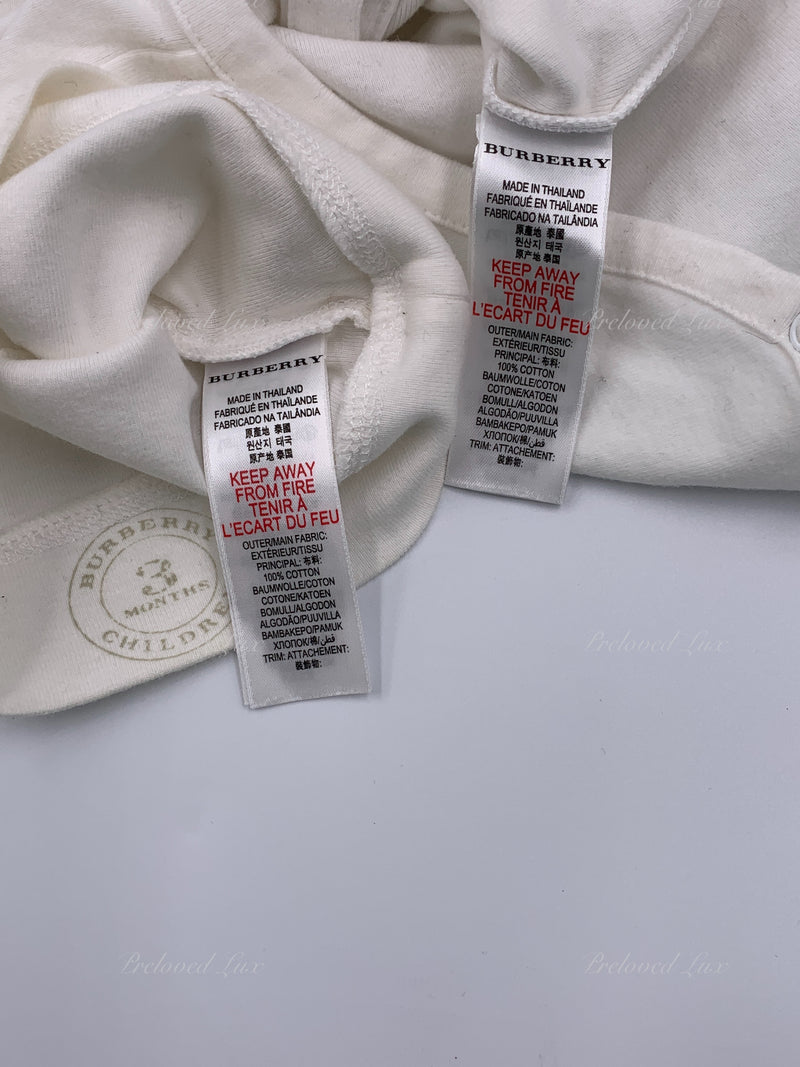 BURBERRY
MADE IN THAILAND
FABRIQUÉ EN THAÏLANDE
FABRICADO NA TAILÂNDIA
原產地 泰國
원산지 태국
原产地 泰国
KEEP AWAY
FROM FIRE
TENIR À
L'ECART DU FEU
OUTER/MAIN FABRIC:
EXTÉRIEUR/TISSU
PRINCIPAL: 布料:
100% COTTON
BAUMWOLLE/COTON
COTONE/KATOEN
BOMULL/ALGODON
ALGODÃO/PUUVILLA
BAMBAKEPO/PAMUK
ХЛОПОК/棉/قطن
TRIM: ATTACHEMENT:
裝飾物:
BURBERRY
MADE IN THAILAND
FABRIQUÉ EN THAÏLANDE
FABRICADO NA TAILÂNDIA
原產地 泰國
원산지 태국
原产地 泰国
KEEP AWAY
FROM FIRE
TENIR À
L'ECART DU FEU
OUTER/MAIN FABRIC:
EXTÉRIEUR/TISSU
PRINCIPAL: 布料:
100% COTTON
BAUMWOLLE/COTON
COTONE/KATOEN
BOMULL/ALGODON
ALGODÃO/PUUVILLA
BAMBAKEPO/PAMUK
ХЛОПОК/棉/قطن
TRIM: ATTACHEMENT:
裝飾物:
BURBERRY
3
MONTHS
CHILDRE
Preloved Lux
Preloved Lux
Preloved Lux
Preloved Lux
Preloved Lux